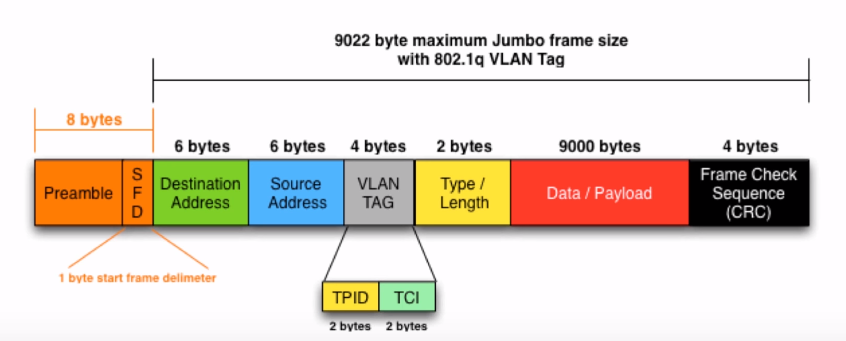 9022 byte maximum Jumbo frame size
with 802.1q VLAN Tag
8 bytes
6 bytes
6 bytes
4 bytes
2 bytes
9000 bytes
4 bytes
Preamble
S
F
D
Destination
Address
Source
Address
VLAN
TAG
Type /
Length
Data / Payload
Frame Check
Sequence
(CRC)
1 byte start frame delimeter
TPID
TCI
2 bytes
2 bytes